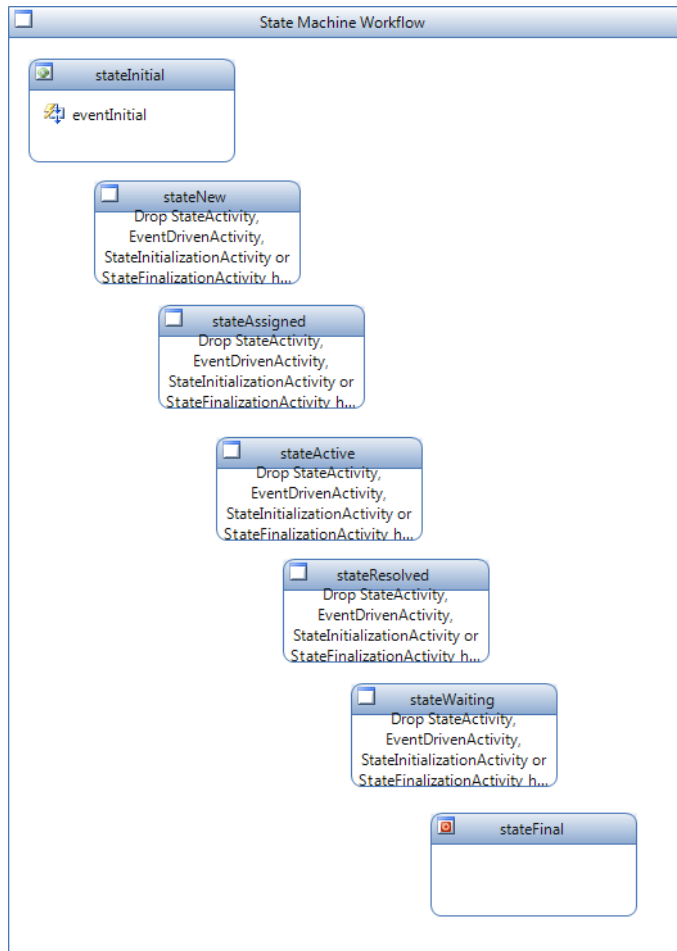 State Machine Workflow
stateInitial
eventInitial
stateNew
Drop StateActivity,
EventDrivenActivity,
StateInitializationActivity or
StateFinalizationActivity h...
stateAssigned
Drop StateActivity,
EventDrivenActivity,
StateInitializationActivity or
StateFinalizationActivity h...
stateActive
Drop StateActivity,
EventDrivenActivity,
StateInitializationActivity or
StateFinalizationActivity h...
stateResolved
Drop StateActivity,
EventDrivenActivity,
StateInitializationActivity or
StateFinalizationActivity h...
stateWaiting
Drop StateActivity,
EventDrivenActivity,
StateInitializationActivity or
StateFinalizationActivity h...
stateFinal